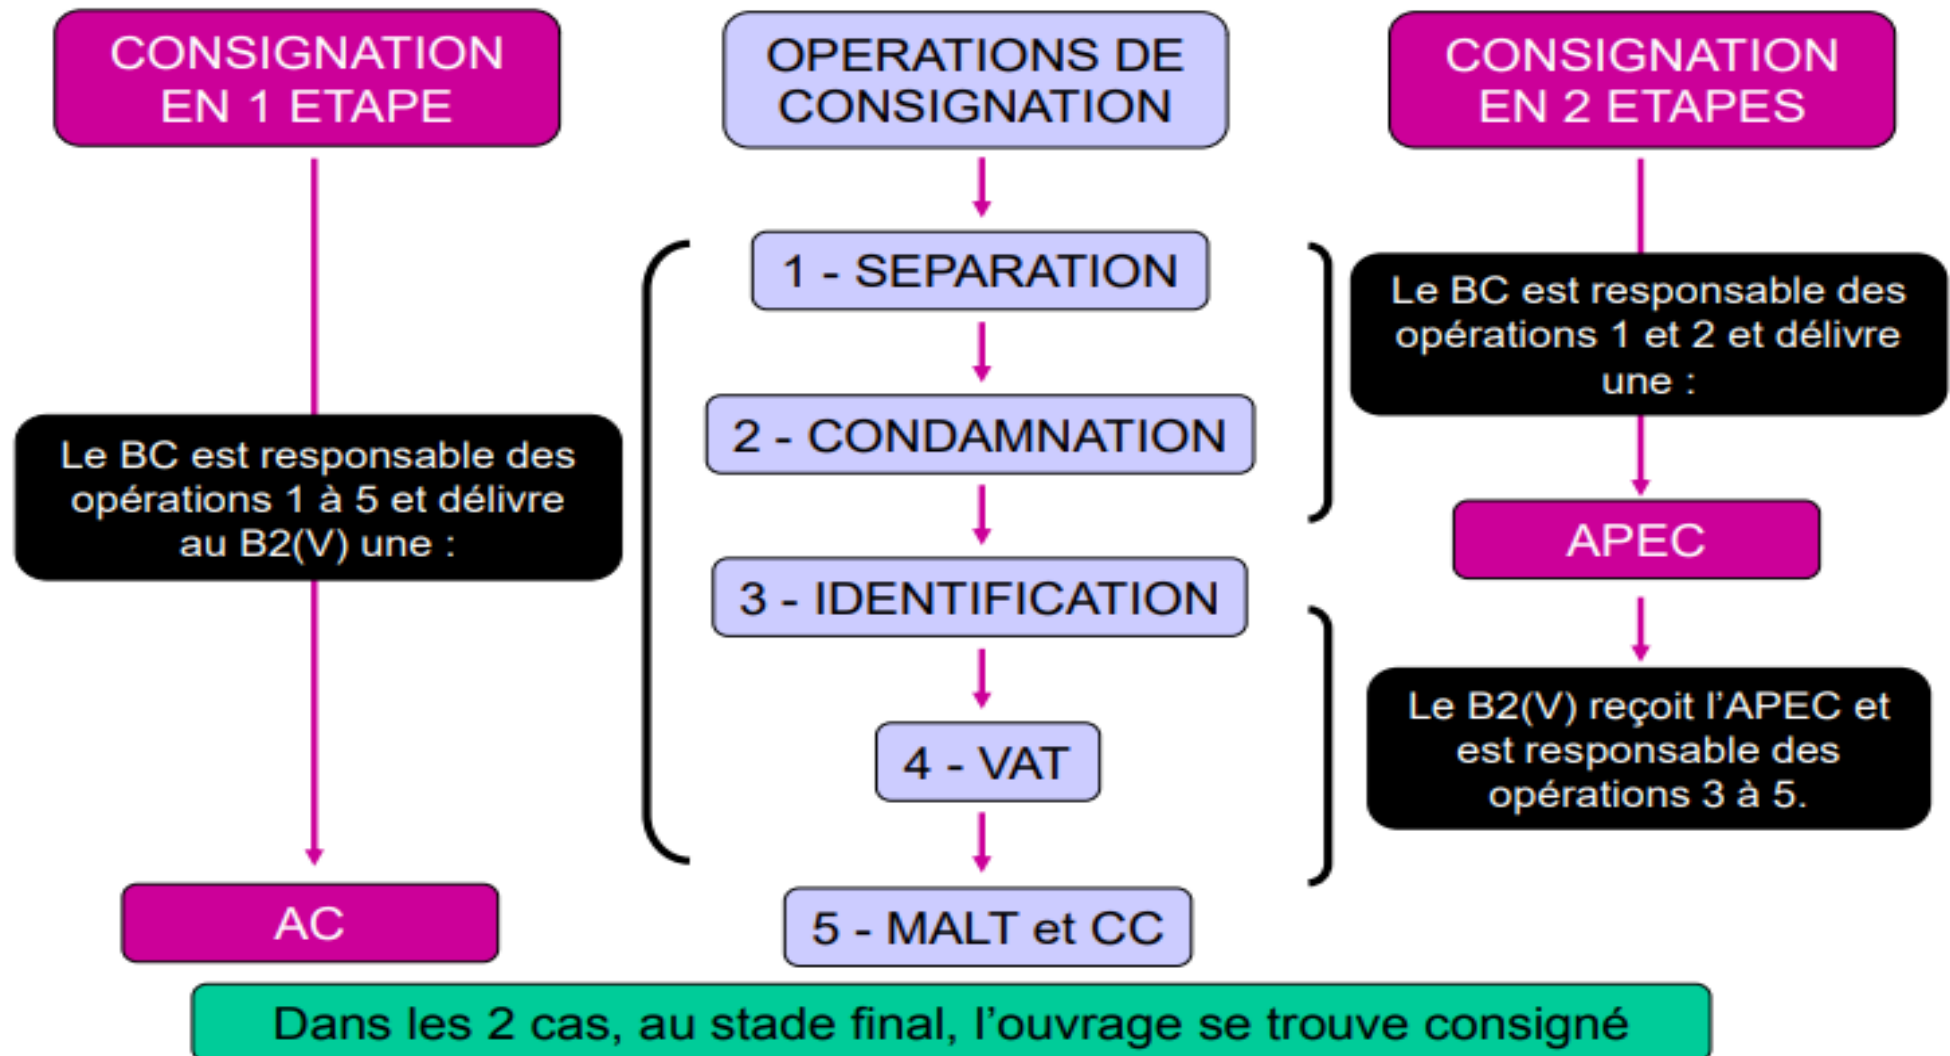 CONSIGNATION
EN 1 ETAPE
Le BC est responsable des
opérations 1 à 5 et délivre
au B2(V) une :
AC
OPERATIONS DE
CONSIGNATION
1 - SEPARATION
2 - CONDAMNATION
3 - IDENTIFICATION
4 - VAT
5 - MALT et CC
CONSIGNATION
EN 2 ETAPES
Le BC est responsable des
opérations 1 et 2 et délivre
une :
APEC
Le B2(V) reçoit l’APEC et
est responsable des
opérations 3 à 5.
Dans les 2 cas, au stade final, l’ouvrage se trouve consigné